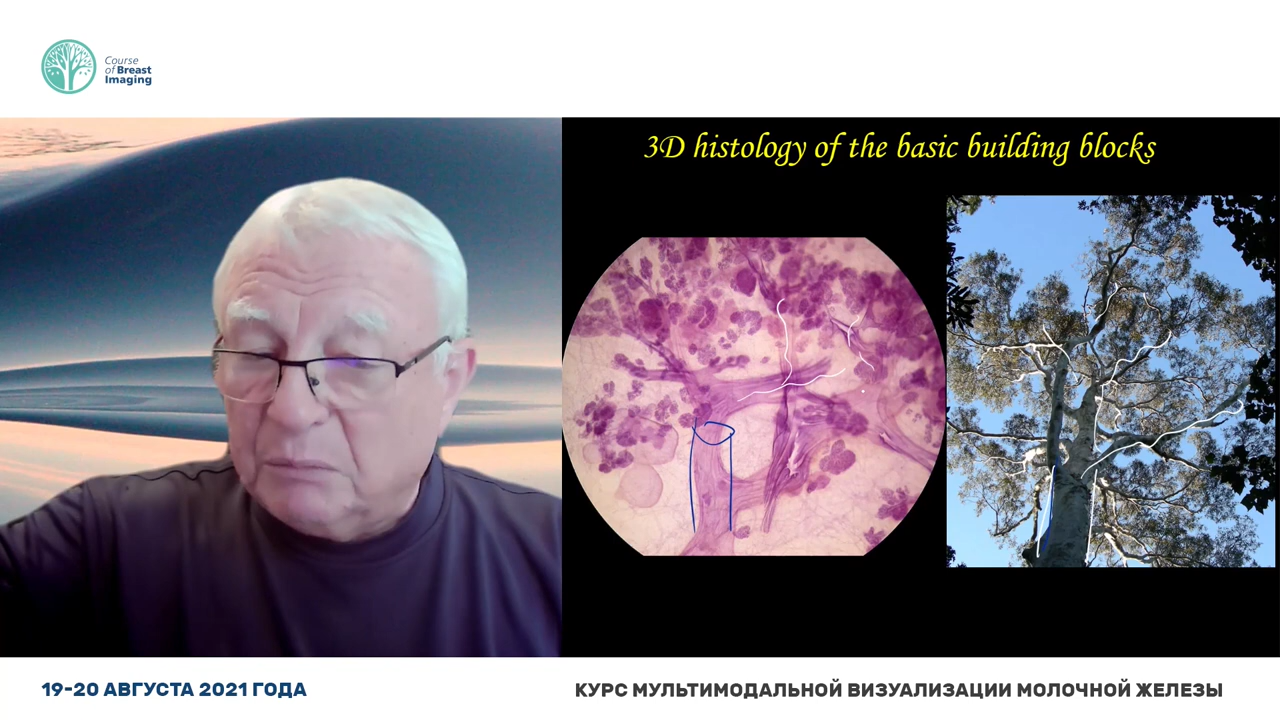 Course
of Breast
Imaging
3D histology of the basic building blocks
19-20 АВГУСТА 2021 ГОДА
КУРС МУЛЬТИМОДАЛЬНОЙ ВИЗУАЛИЗАЦИИ МОЛОЧНОЙ ЖЕЛЕЗЫ